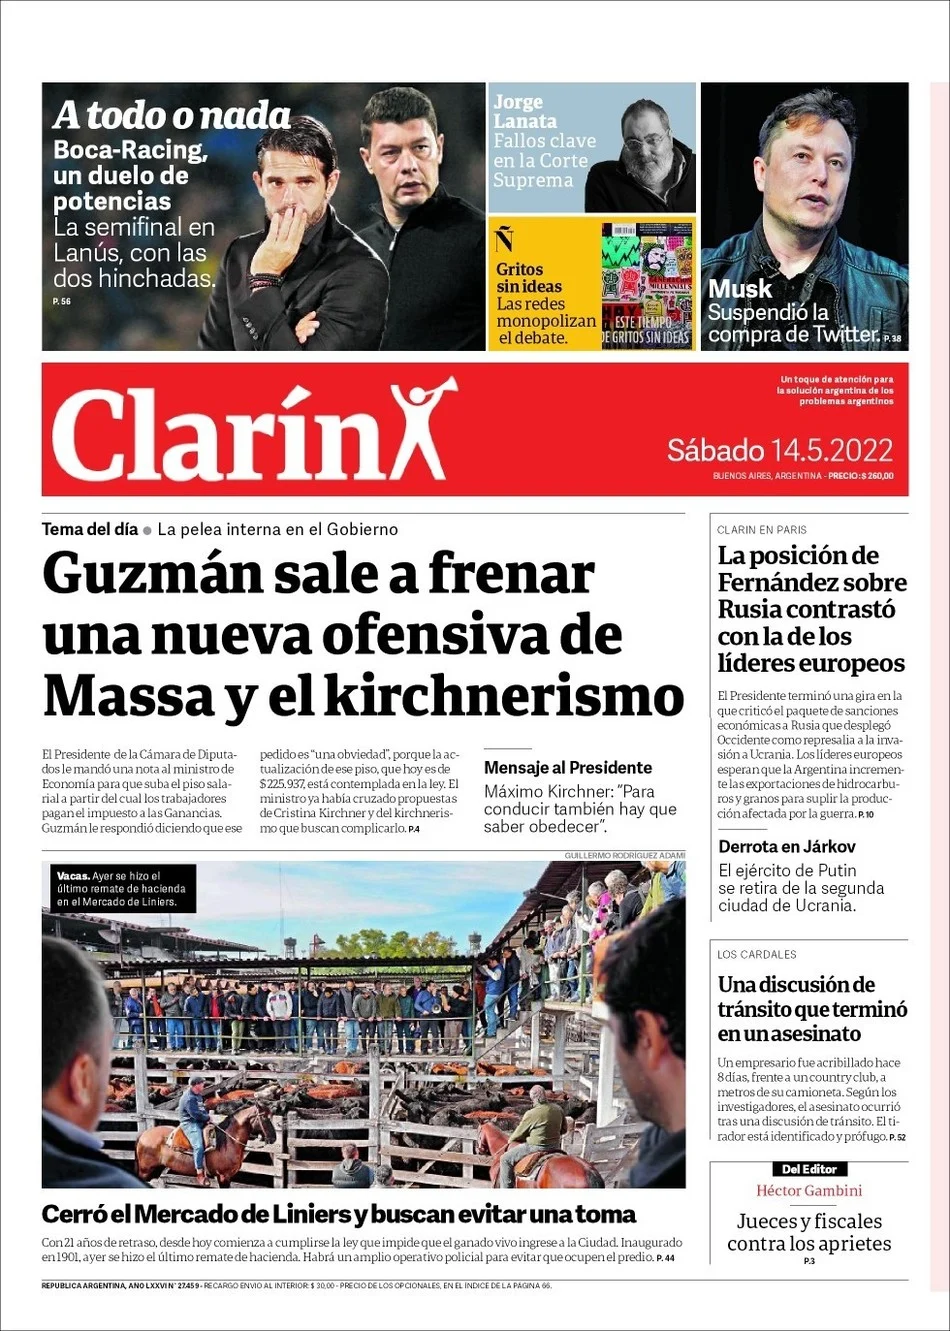 A todo o nada
Boca-Racing,
un duelo de
potencias
La semifinal en
Lanús, con las
dos hinchadas.
P. 56
Jorge
Lanata
Fallos clave
en la Corte
Suprema
Ñ
Gritos
sin ideas
Las redes
monopolizan
el debate.
ESTE TIEMPO
DE GRITOS SIN IDEAS
Musk
Suspendió la
compra de Twitter. P. 38
Clarín
Un toque de atención para
la solución argentina de los
problemas argentinos
Sábado 14.5.2022
BUENOS AIRES, ARGENTINA - PRECIO: $ 260,00
Tema del día ● La pelea interna en el Gobierno
Guzmán sale a frenar
una nueva ofensiva de
Massa y el kirchnerismo
El Presidente de la Cámara de Diputa-
dos le mandó una nota al ministro de
Economía para que suba el piso sala-
rial a partir del cual los trabajadores
pagan el impuesto a las Ganancias.
Guzmán le respondió diciendo que ese
pedido es “una obviedad”, porque la ac-
tualización de ese piso, que hoy es de
$ 225.937, está contemplada en la ley. El
ministro ya había cruzado propuestas
de Cristina Kirchner y del kirchneris-
mo que buscan complicarlo. P.4
Mensaje al Presidente
Máximo Kirchner: “Para
conducir también hay que
saber obedecer”.
GUILLERMO RODRÍGUEZ ADAMI
Vacas. Ayer se hizo el
último remate de hacienda
en el Mercado de Liniers.
Cerró el Mercado de Liniers y buscan evitar una toma
Con 21 años de retraso, desde hoy comienza a cumplirse la ley que impide que el ganado vivo ingrese a la Ciudad. Inaugurado
en 1901, ayer se hizo el último remate de hacienda. Habrá un amplio operativo policial para evitar que ocupen el predio. P. 44
CLARIN EN PARIS
La posición de
Fernández sobre
Rusia contrastó
con la de los
líderes europeos
El Presidente terminó una gira en la
que criticó el paquete de sanciones
económicas a Rusia que desplegó
Occidente como represalia a la inva-
sión a Ucrania. Los líderes europeos
esperan que la Argentina incremen-
te las exportaciones de hidrocarbu-
ros y granos para suplir la produc-
ción afectada por la guerra. P. 10
Derrota en Járkov
El ejército de Putin
se retira de la segunda
ciudad de Ucrania.
LOS CARDALES
Una discusión de
tránsito que terminó
en un asesinato
Un empresario fue acribillado hace
8 días, frente a un country club, a
metros de su camioneta. Según los
investigadores, el asesinato ocurrió
tras una discusión de tránsito. El ti-
rador está identificado y prófugo. P. 52
Del Editor
Héctor Gambini
Jueces y fiscales
contra los aprietes
P.3
REPUBLICA ARGENTINA, AÑO LXXVI N° 27.459 - RECARGO ENVIO AL INTERIOR: $ 30,00 - PRECIO DE LOS OPCIONALES, EN EL INDICE DE LA PAGINA 66.